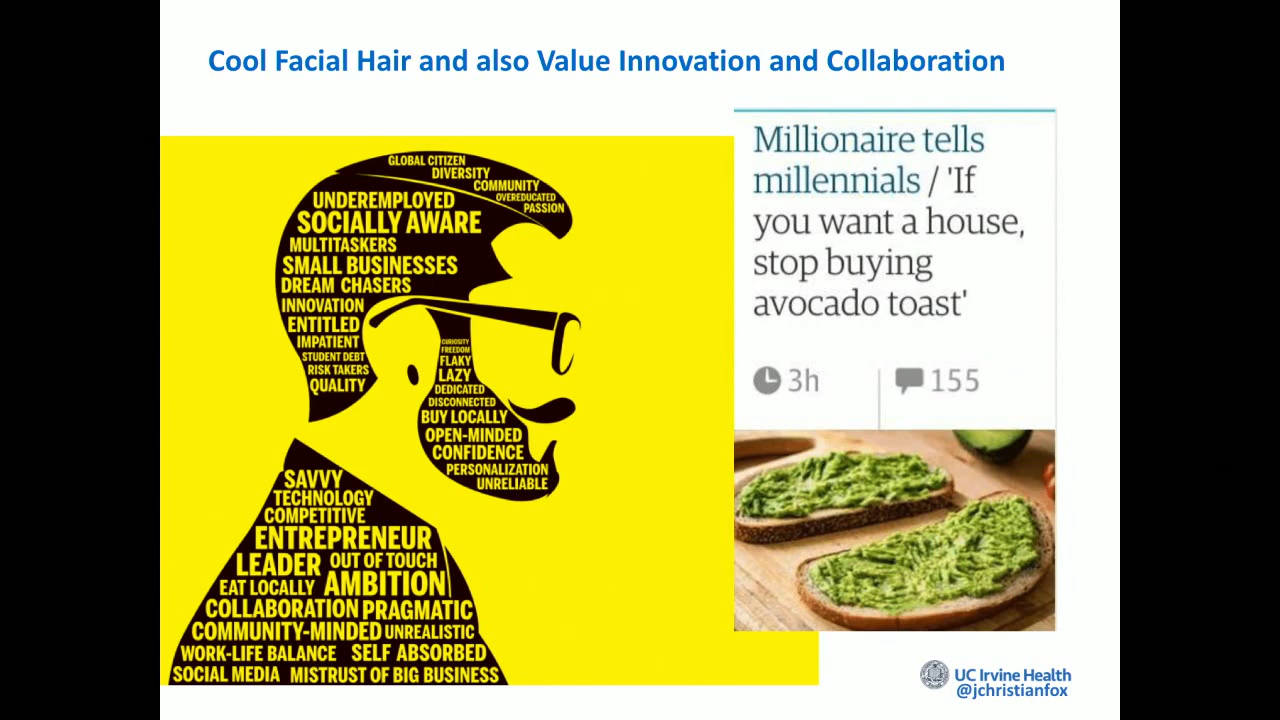 Cool Facial Hair and also Value Innovation and Collaboration
GLOBAL CITIZEN
DIVERSITY
COMMUNITY
OVEREDUCATED
PASSION
UNDEREMPLOYED
SOCIALLY AWARE
MULTITASKERS
SMALL BUSINESSES
DREAM CHASERS
INNOVATION
ENTITLED
IMPATIENT
STUDENT DEBT
RISK TAKERS
QUALITY
CURIOSITY
FREEDOM
FLAKY
LAZY
DEDICATED
DISCONNECTED
BUY LOCALLY
OPEN-MINDED
CONFIDENCE
PERSONALIZATION
UNRELIABLE
SAVVY
TECHNOLOGY
COMPETITIVE
ENTREPRENEUR
LEADER OUT OF TOUCH
EAT LOCALLY AMBITION
COLLABORATION PRAGMATIC
COMMUNITY-MINDED UNREALISTIC
WORK-LIFE BALANCE SELF ABSORBED
SOCIAL MEDIA MISTRUST OF BIG BUSINESS
Millionaire tells
millennials / 'If
you want a house,
stop buying
avocado toast'
3h 155
UC Irvine Health
@jchristianfox